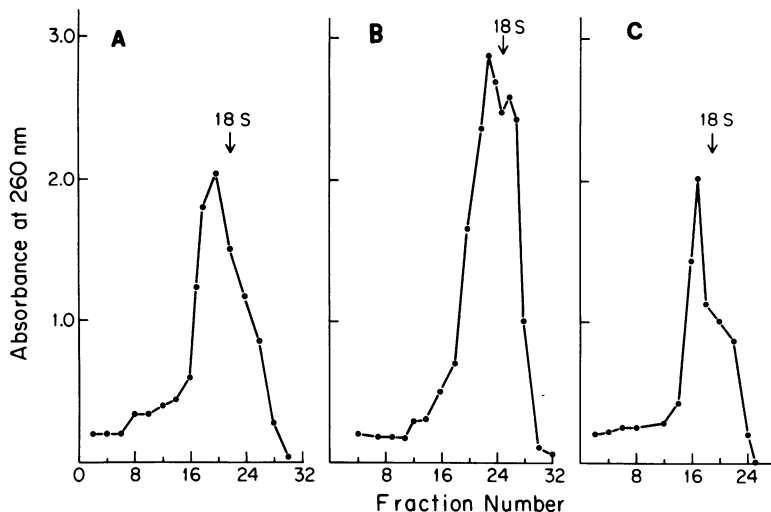 A
B
C
18 S
18 S
18 S
3.0
2.0
1.0
0
Absorbance at 260 nm
0 8 16 24 32
8 16 24 32
8 16 24
Fraction Number